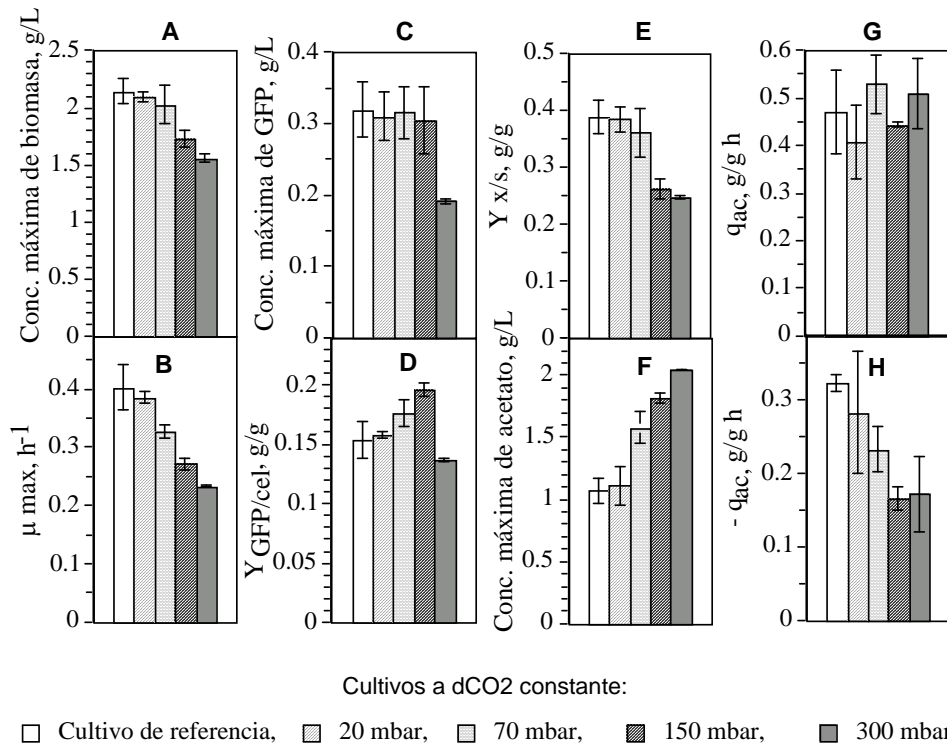 A
C
E
G
Conc. máxima de biomasa, g/L
2.5
2
1.5
1
0.5
0
Conc. máxima de GFP, g/L
0.4
0.3
0.2
0.1
0
Y x/s, g/g
0.5
0.4
0.3
0.2
0.1
0
qac, g/g h
0.6
0.5
0.4
0.3
0.2
0.1
0
B
D
F
H
µ max, h-1
0.4
0.3
0.2
0.1
0
Y GFP/cel, g/g
0.2
0.15
0.1
0.05
0
Conc. máxima de acetato, g/L
2
1.5
1
0.5
0
- qac, g/g h
0.3
0.2
0.1
0
Cultivos a dCO2 constante:
Cultivo de referencia, 20 mbar, 70 mbar, 150 mbar, 300 mbar